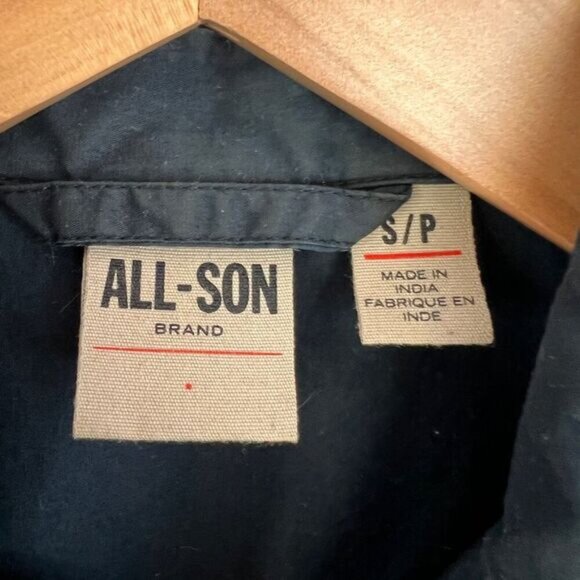 ALL-SON
BRAND
S/P
MADE IN
INDIA
FABRIQUE EN
INDE